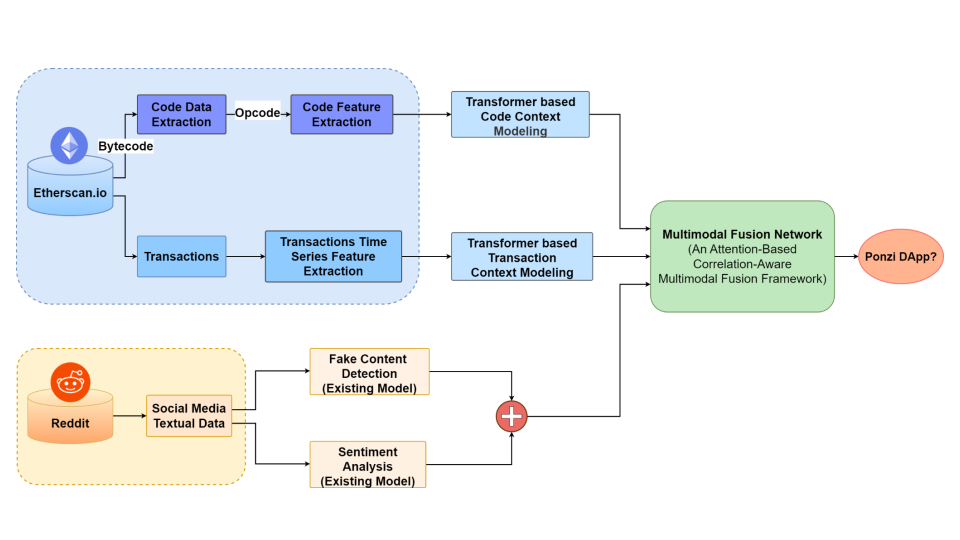 Code Data
Extraction
Opcode
Code Feature
Extraction
Transformer based
Code Context
Modeling
Bytecode
Etherscan.io
Transactions
Transactions Time
Series Feature
Extraction
Transformer based
Transaction
Context Modeling
Multimodal Fusion Network
(An Attention-Based
Correlation-Aware
Multimodal Fusion Framework)
Ponzi DApp?
Reddit
Social Media
Textual Data
Fake Content
Detection
(Existing Model)
Sentiment
Analysis
(Existing Model)